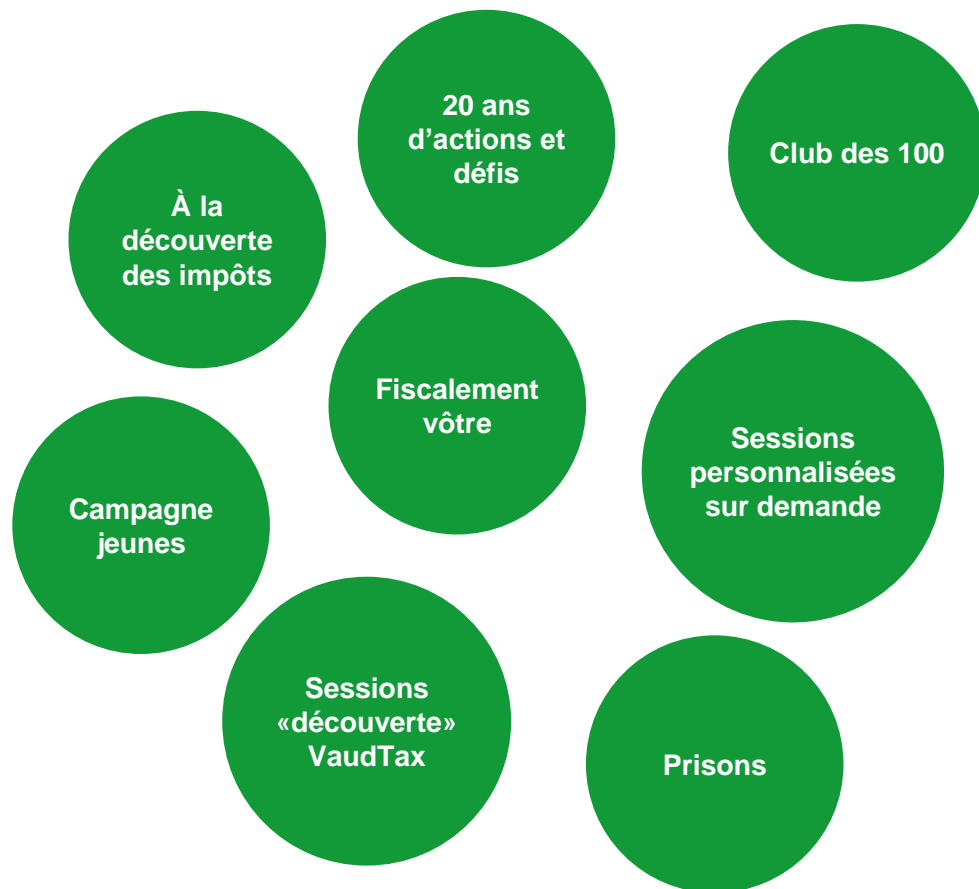 20 ans
d’actions et
défis
Club des 100
À la
découverte
des impôts
Fiscalement
vôtre
Sessions
personnalisées
sur demande
Campagne
jeunes
Sessions
«découverte»
VaudTax
Prisons